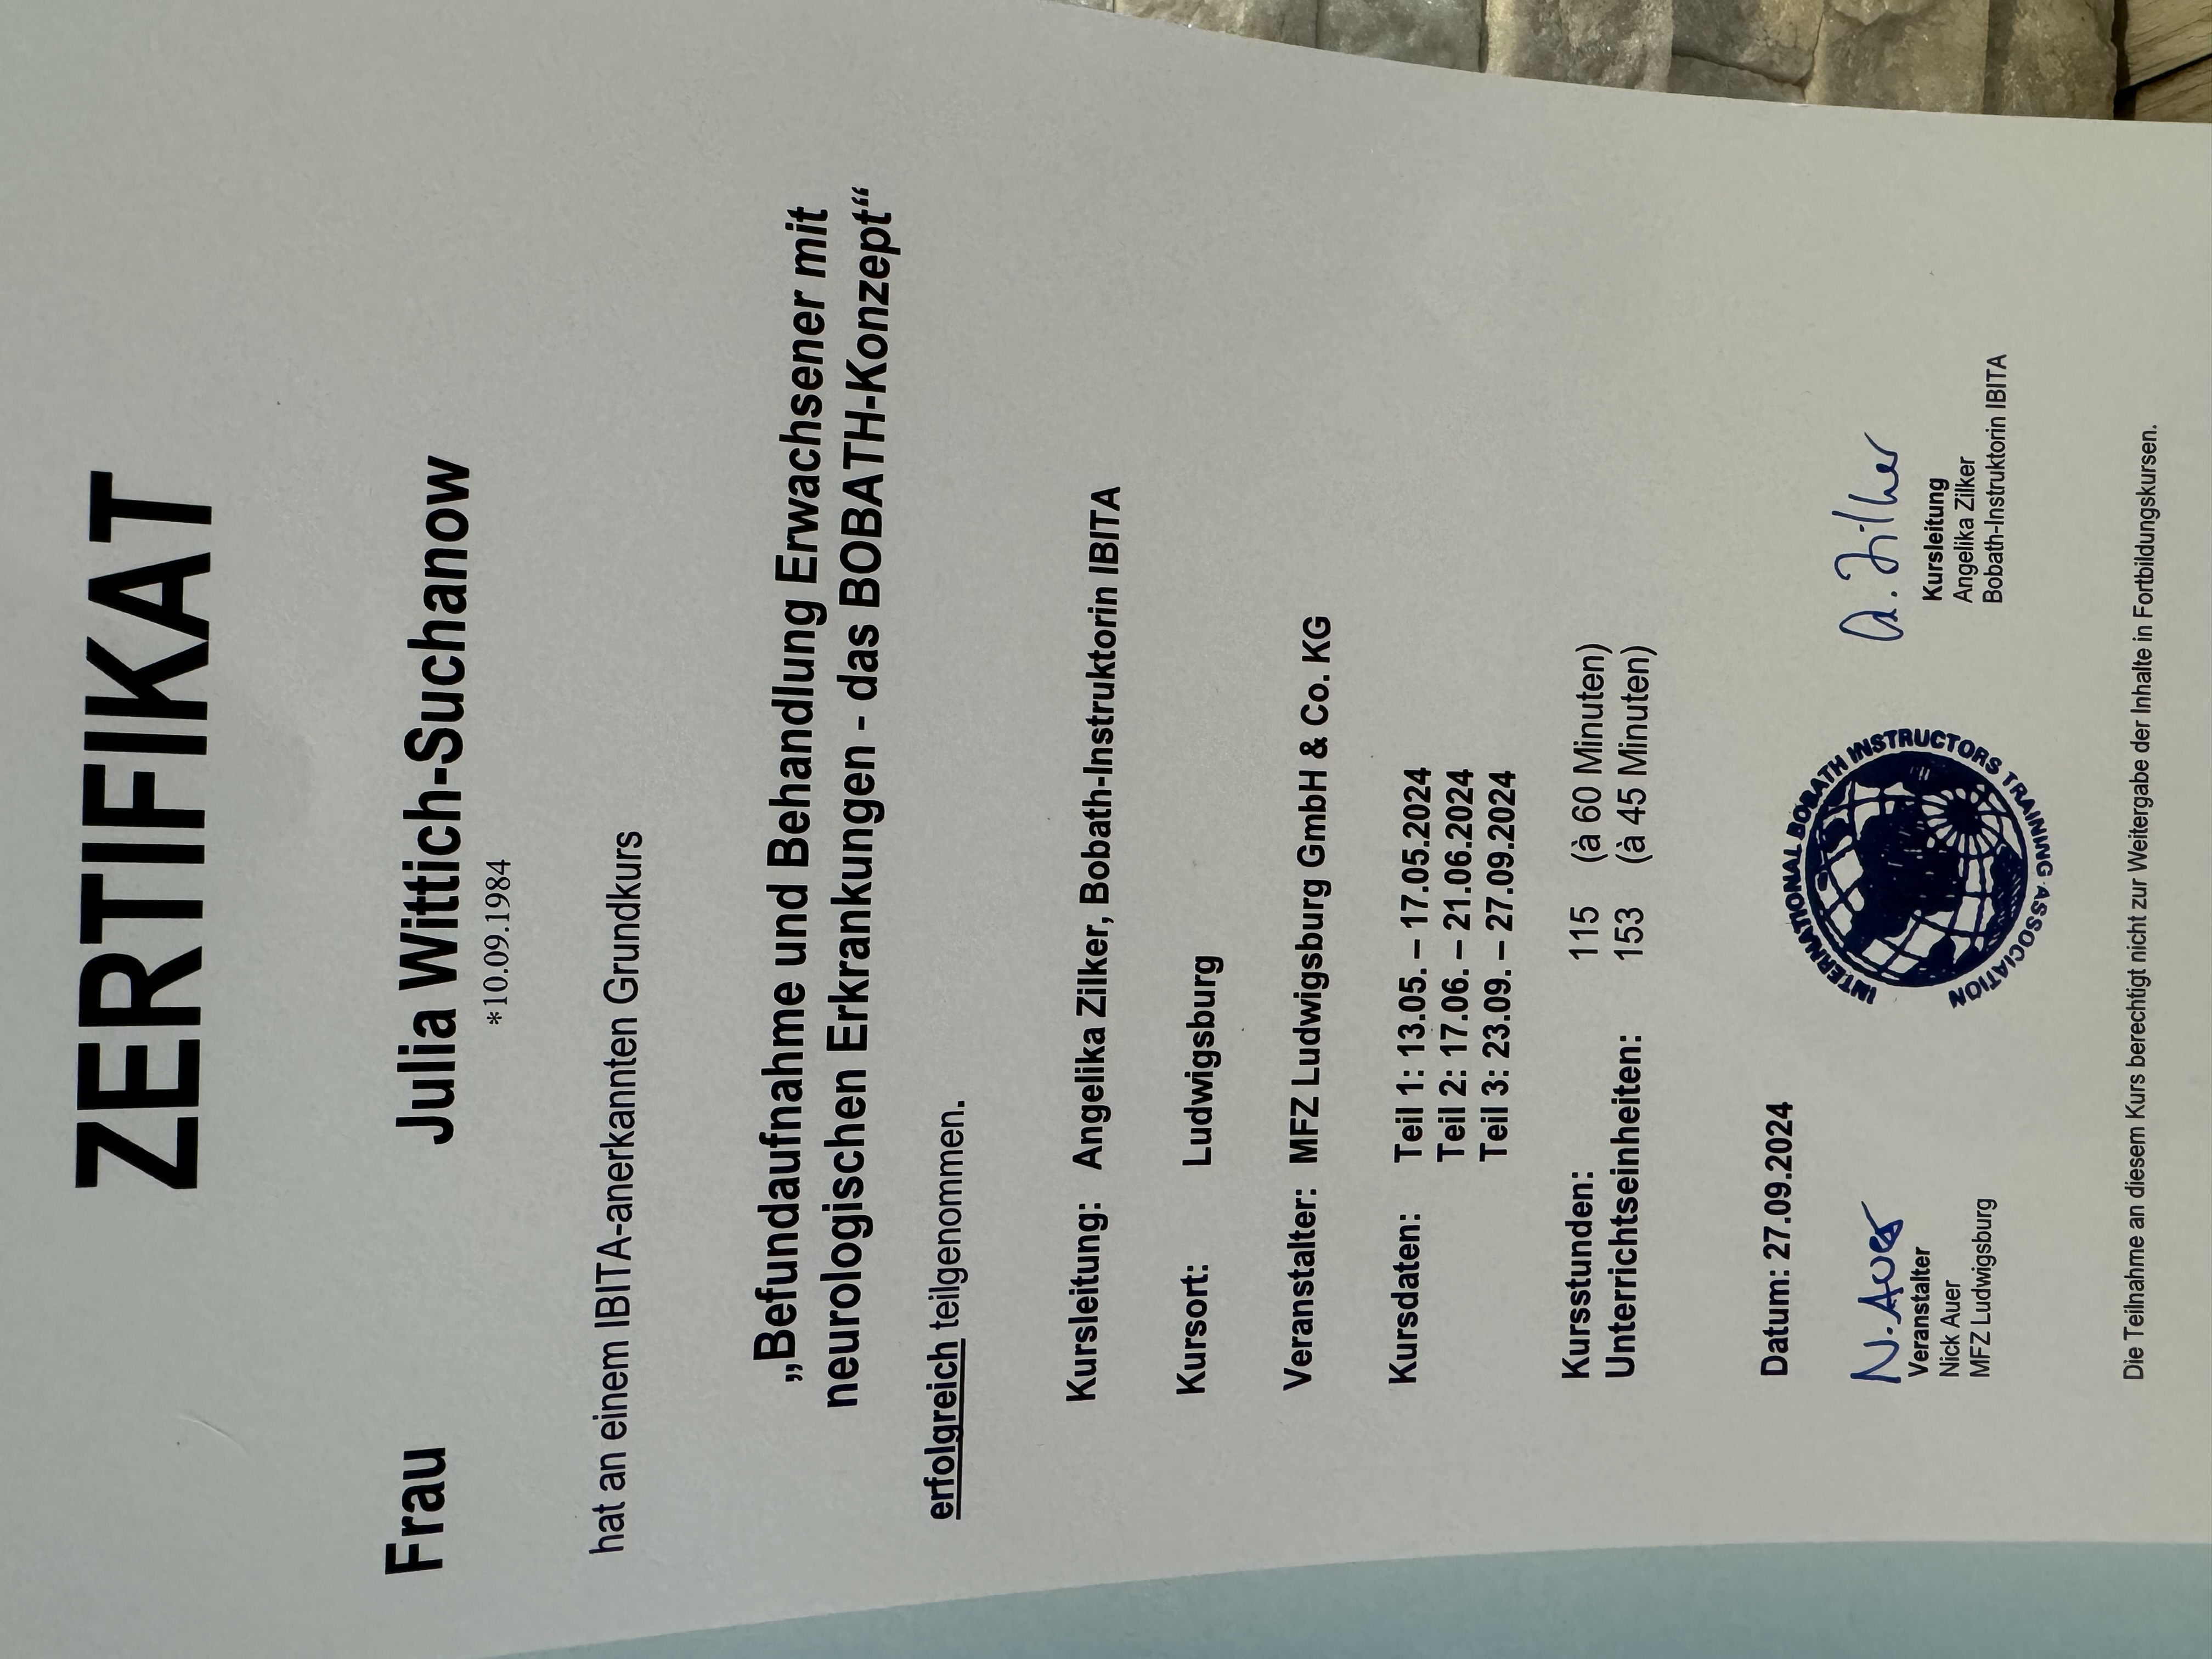 ZERTIFIKAT
Frau Julia Wittich-Suchanow
*10.09.1984
hat an einem IBITA-anerkannten Grundkurs
„Befundaufnahme und Behandlung Erwachsener mit
neurologischen Erkrankungen - das BOBATH-Konzept“
erfolgreich teilgenommen.
Kursleitung: Angelika Zilker, Bobath-Instruktorin IBITA
Kursort: Ludwigsburg
Veranstalter: MFZ Ludwigsburg GmbH & Co. KG
Kursdaten: Teil 1: 13.05. – 17.05.2024
Teil 2: 17.06. – 21.06.2024
Teil 3: 23.09. – 27.09.2024
Kursstunden: 115 (à 60 Minuten)
Unterrichtseinheiten: 153 (à 45 Minuten)
Datum: 27.09.2024
N. Auer
Veranstalter
Nick Auer
MFZ Ludwigsburg
INTERNATIONAL BOBATH INSTRUCTORS TRAINING ASSOCIATION
A. Zilker
Kursleitung
Angelika Zilker
Bobath-Instruktorin IBITA
Die Teilnahme an diesem Kurs berechtigt nicht zur Weitergabe der Inhalte in Fortbildungskursen.